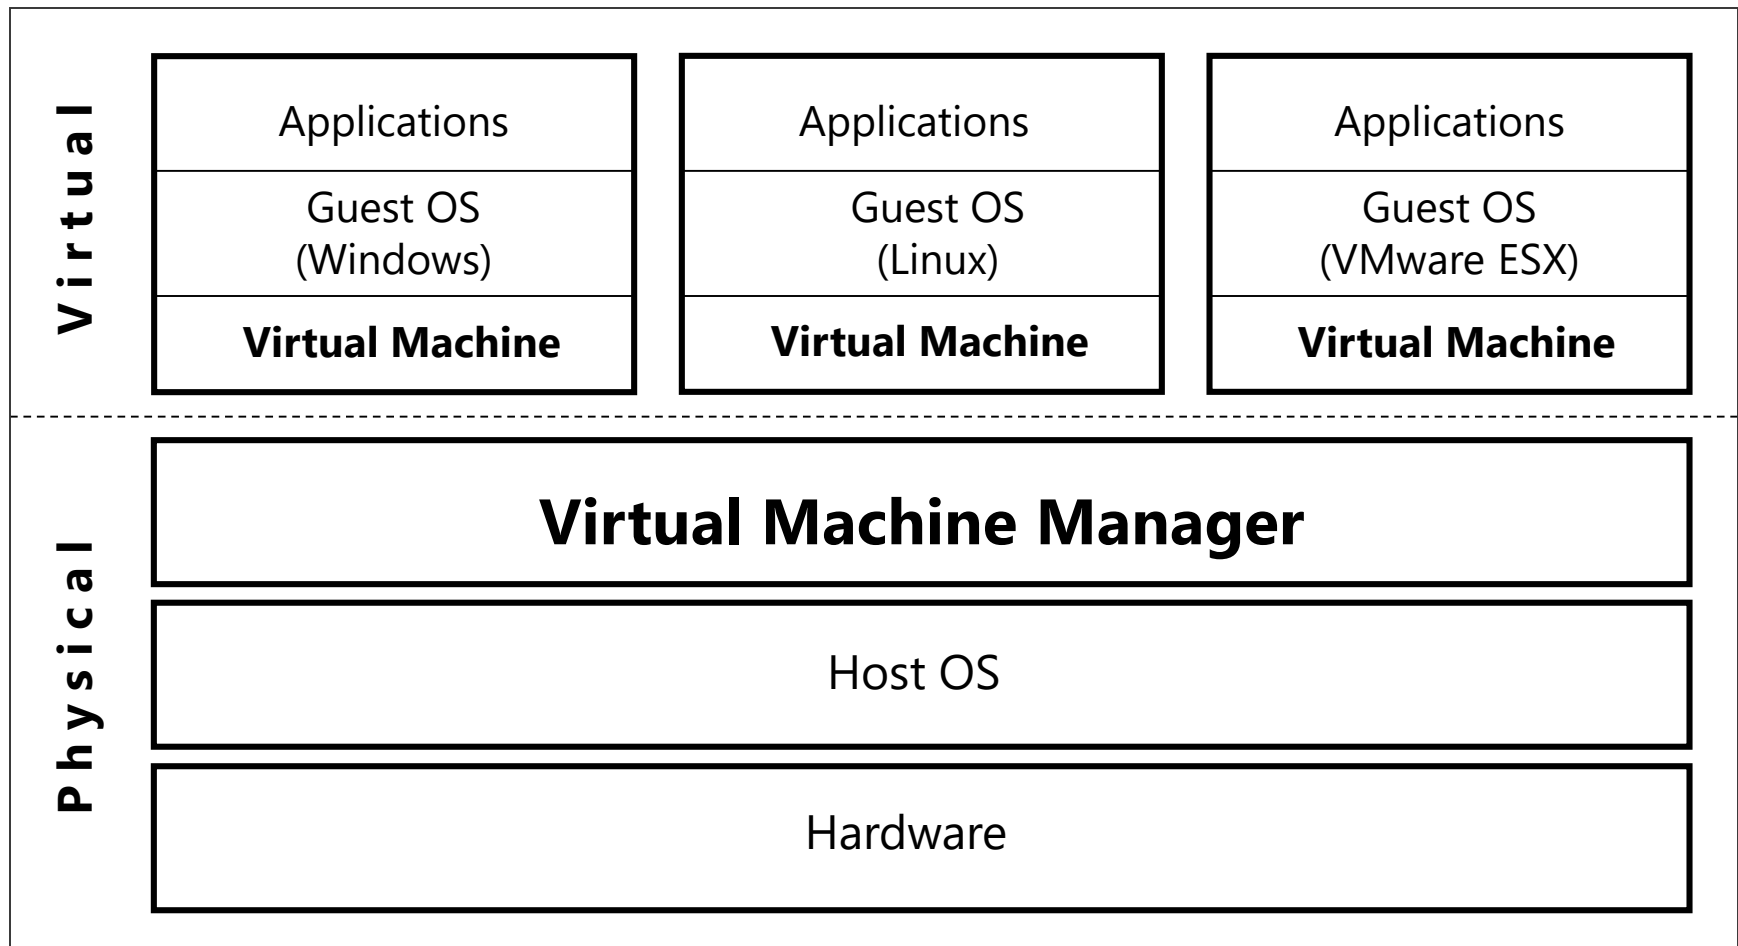 Virtual
Applications
Guest OS
(Windows)
Virtual Machine
Applications
Guest OS
(Linux)
Virtual Machine
Applications
Guest OS
(VMware ESX)
Virtual Machine
Physical
Virtual Machine Manager
Host OS
Hardware